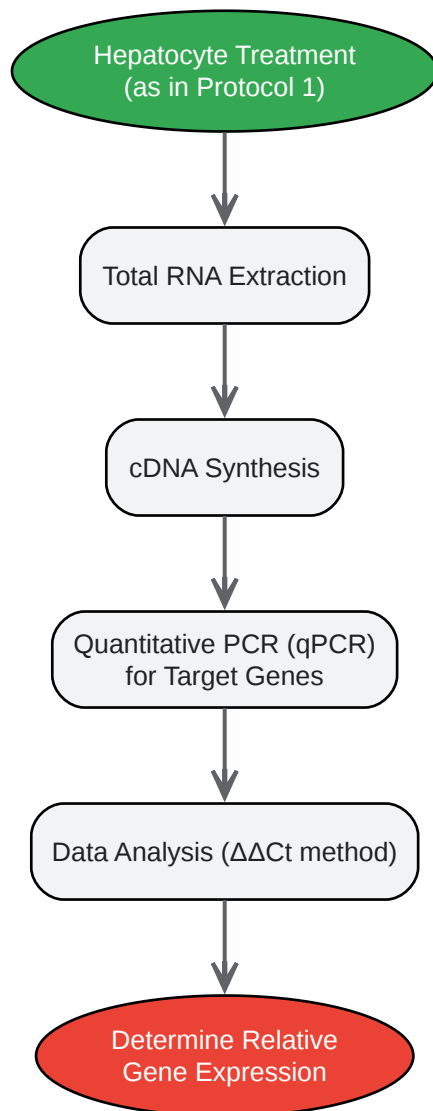 Hepatocyte Treatment
(as in Protocol 1)
Total RNA Extraction
cDNA Synthesis
Quantitative PCR (qPCR)
for Target Genes
Data Analysis (ΔΔCt method)
Determine Relative
Gene Expression